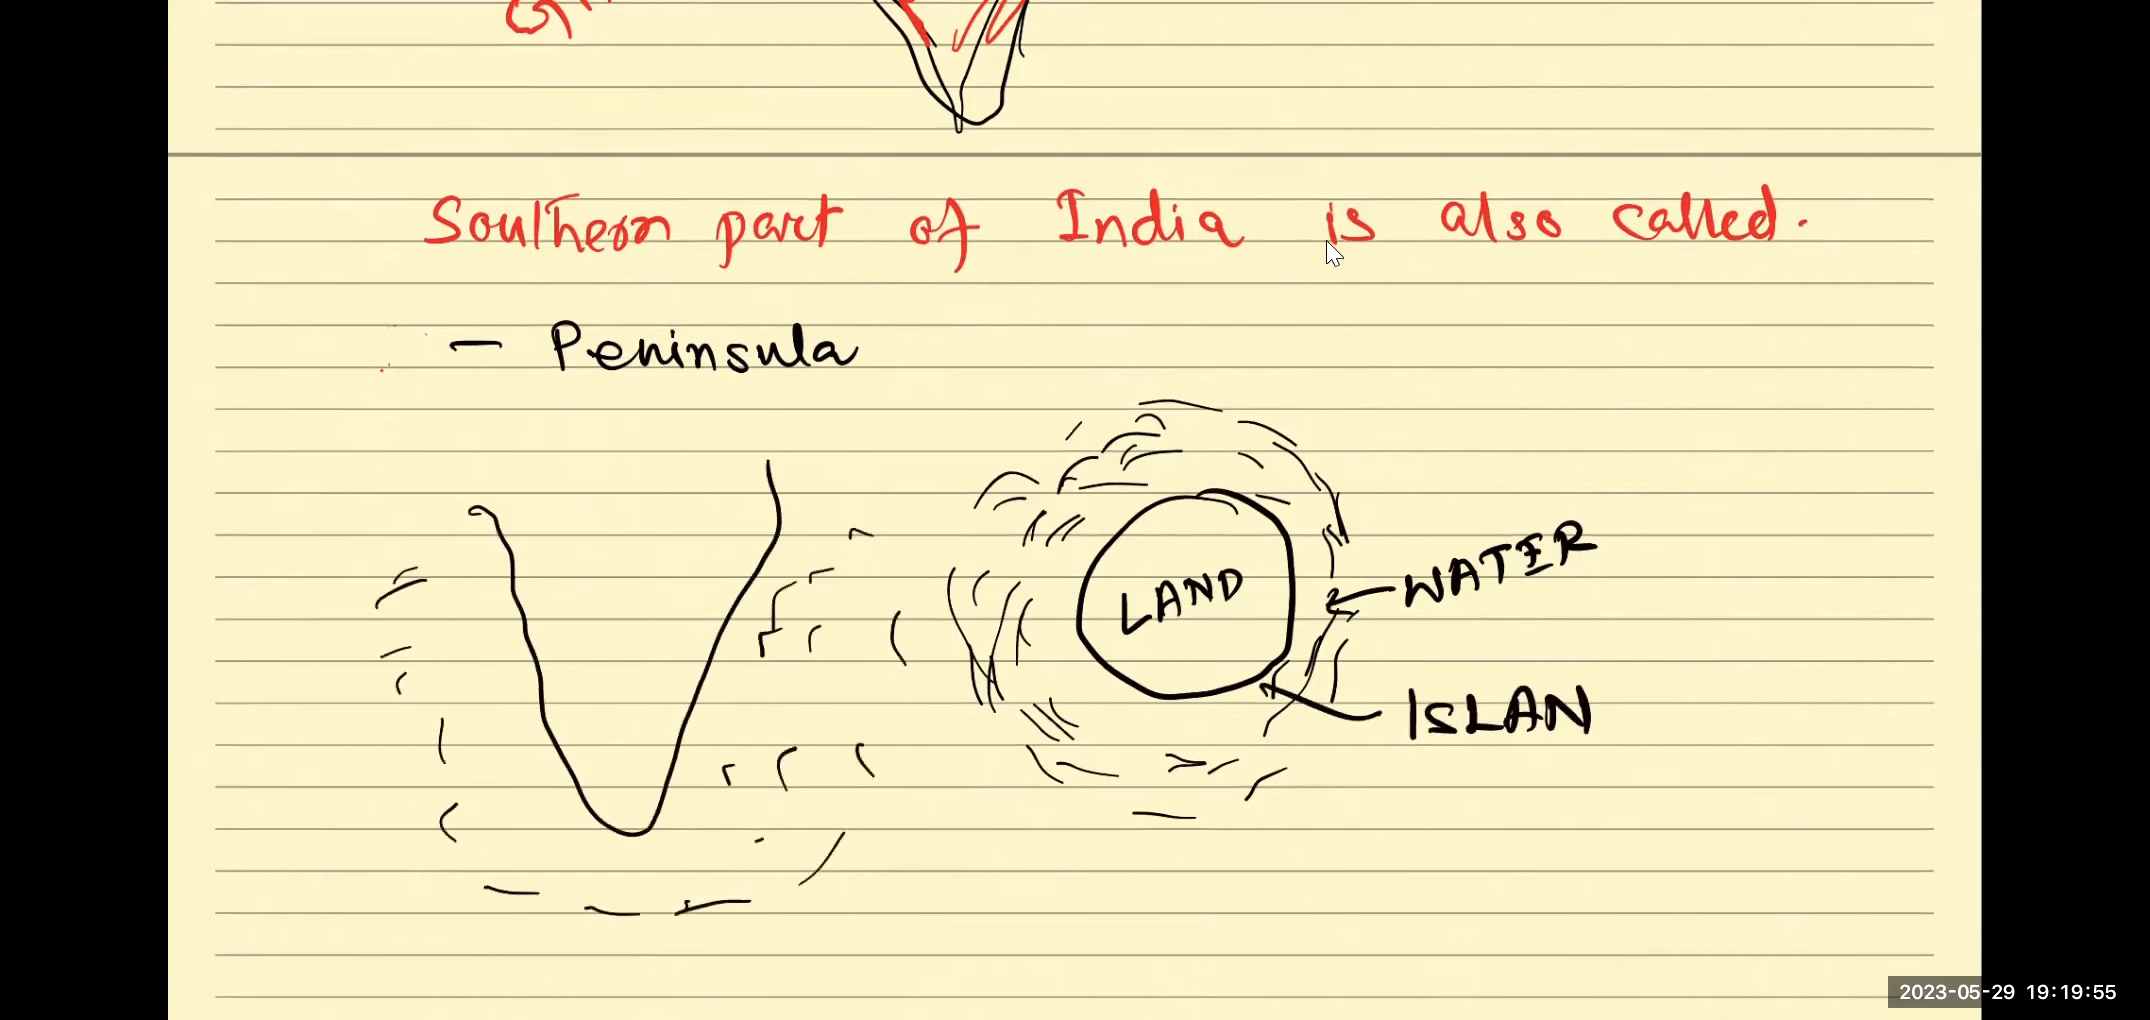 Southern part of India is also called.
— Peninsula
LAND
WATER
ISLAN
2023-05-29 19:19:55